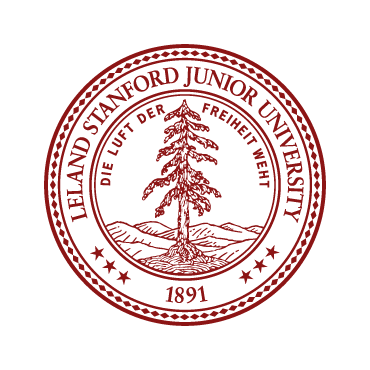 LELAND STANFORD JUNIOR UNIVERSITY
DIE LUFT DER FREIHEIT WEHT
1891